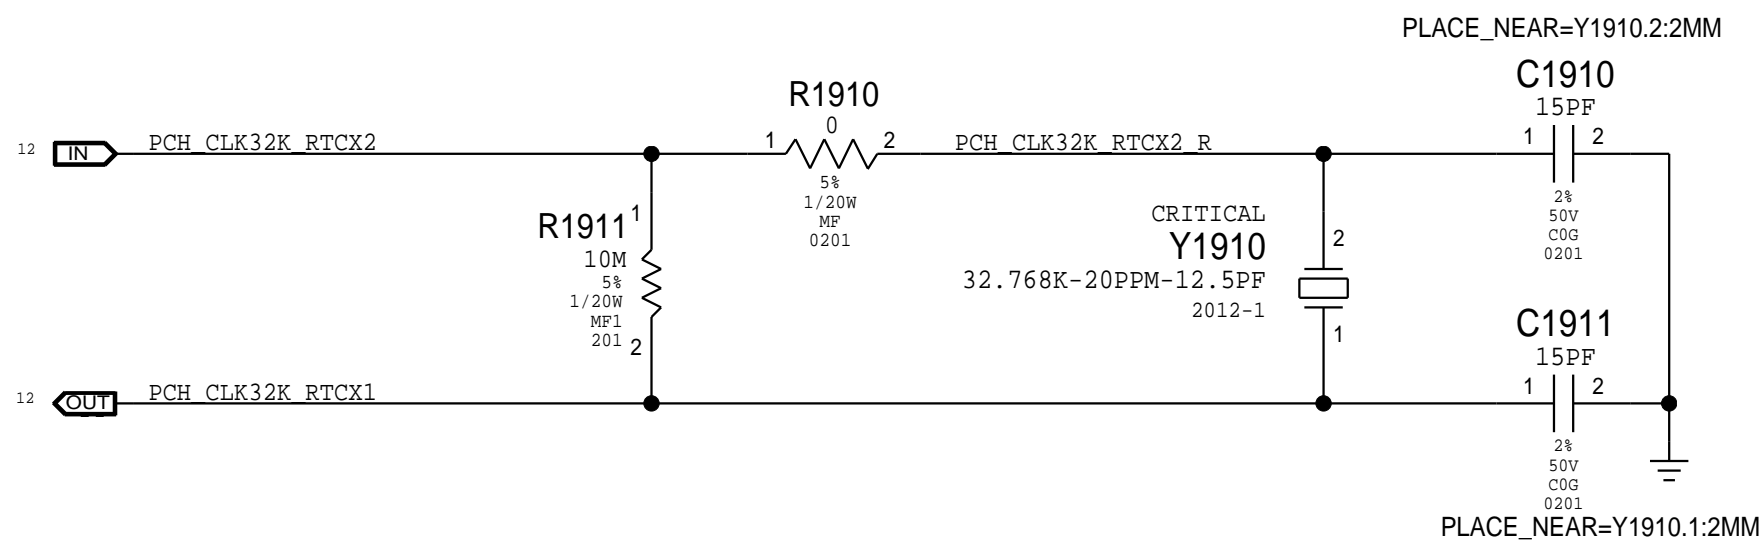 PLACE_NEAR=Y1910.2:2MM
C1910
15PF
1 2
2%
50V
C0G
0201
R1910
0
1 2
5%
1/20W
MF
0201
12 IN PCH_CLK32K_RTCX2
PCH_CLK32K_RTCX2_R
R1911 1
10M
5%
1/20W
MF1
201 2
CRITICAL
Y1910 2
32.768K-20PPM-12.5PF
2012-1
1
C1911
15PF
1 2
2%
50V
C0G
0201
12 OUT PCH_CLK32K_RTCX1
PLACE_NEAR=Y1910.1:2MM